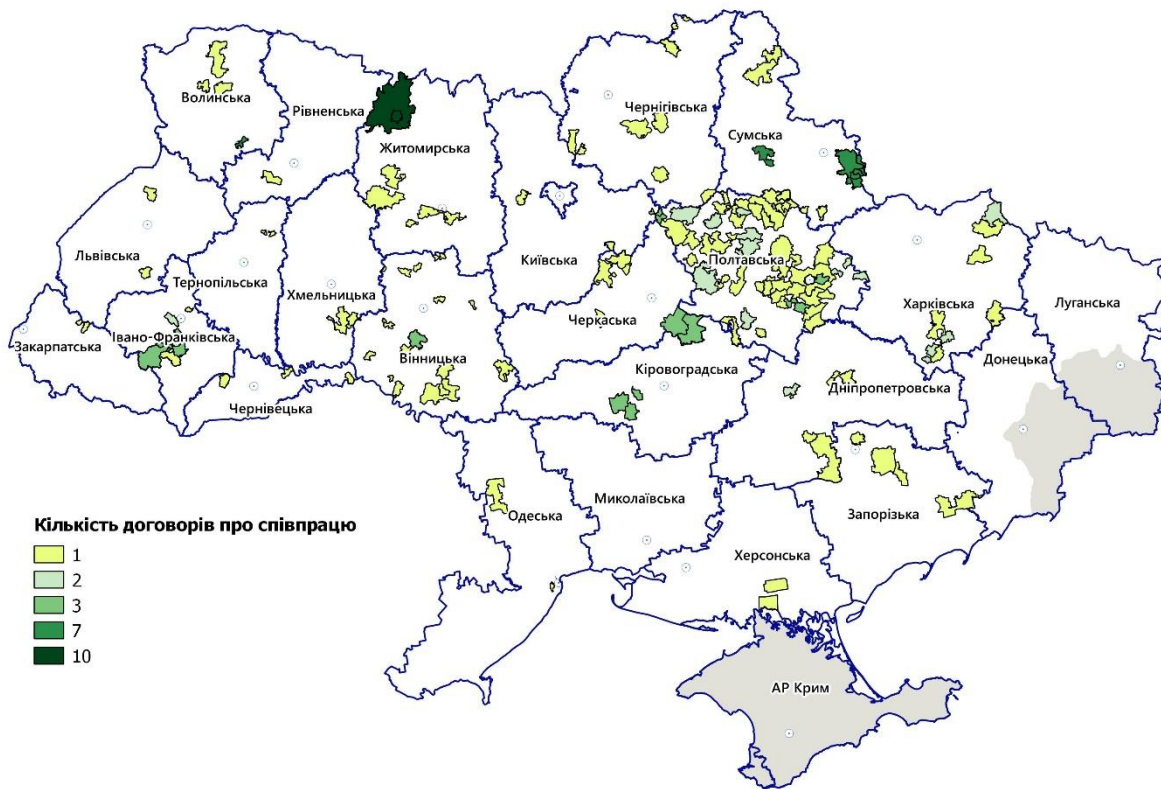 Волинська
Рівненська
Житомирська
Чернігівська
Сумська
Львівська
Тернопільська
Хмельницька
Київська
Полтавська
Харківська
Луганська
Закарпатська
Івано-Франківська
Вінницька
Черкаська
Чернівецька
Кіровоградська
Дніпропетровська
Донецька
Одеська
Миколаївська
Запорізька
Херсонська
АР Крим
Кількість договорів про співпрацю
1
2
3
7
10